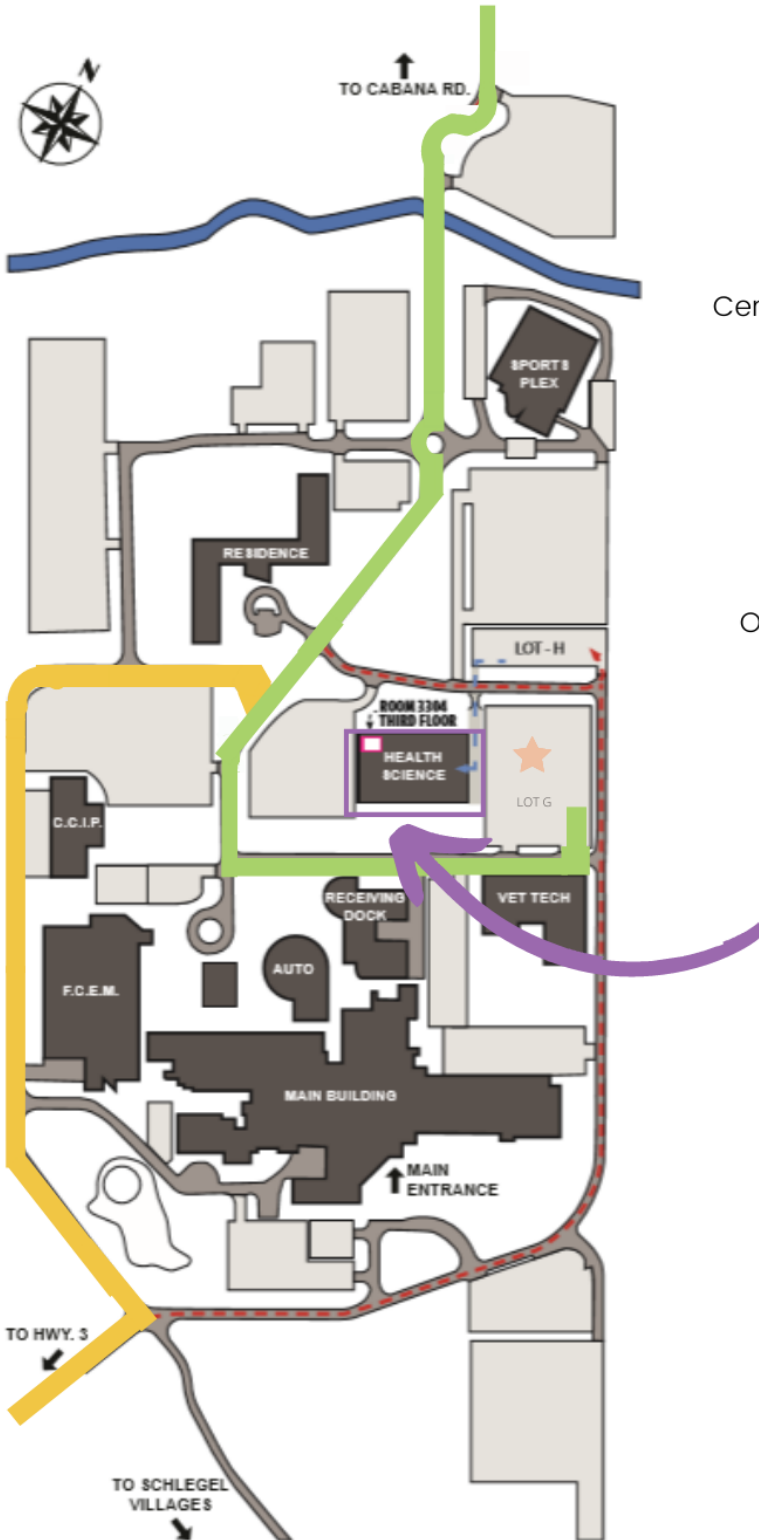 N
TO CABANA RD.
Cer
SPORTS
PLEX
RESIDENCE
O
LOT - H
ROOM 3304
THIRD FLOOR
HEALTH
SCIENCE
LOT G
C.C.I.P.
RECEIVING
DOCK
VET TECH
AUTO
F.C.E.M.
MAIN BUILDING
MAIN
ENTRANCE
TO HWY. 3
TO SCHLEGEL
VILLAGES